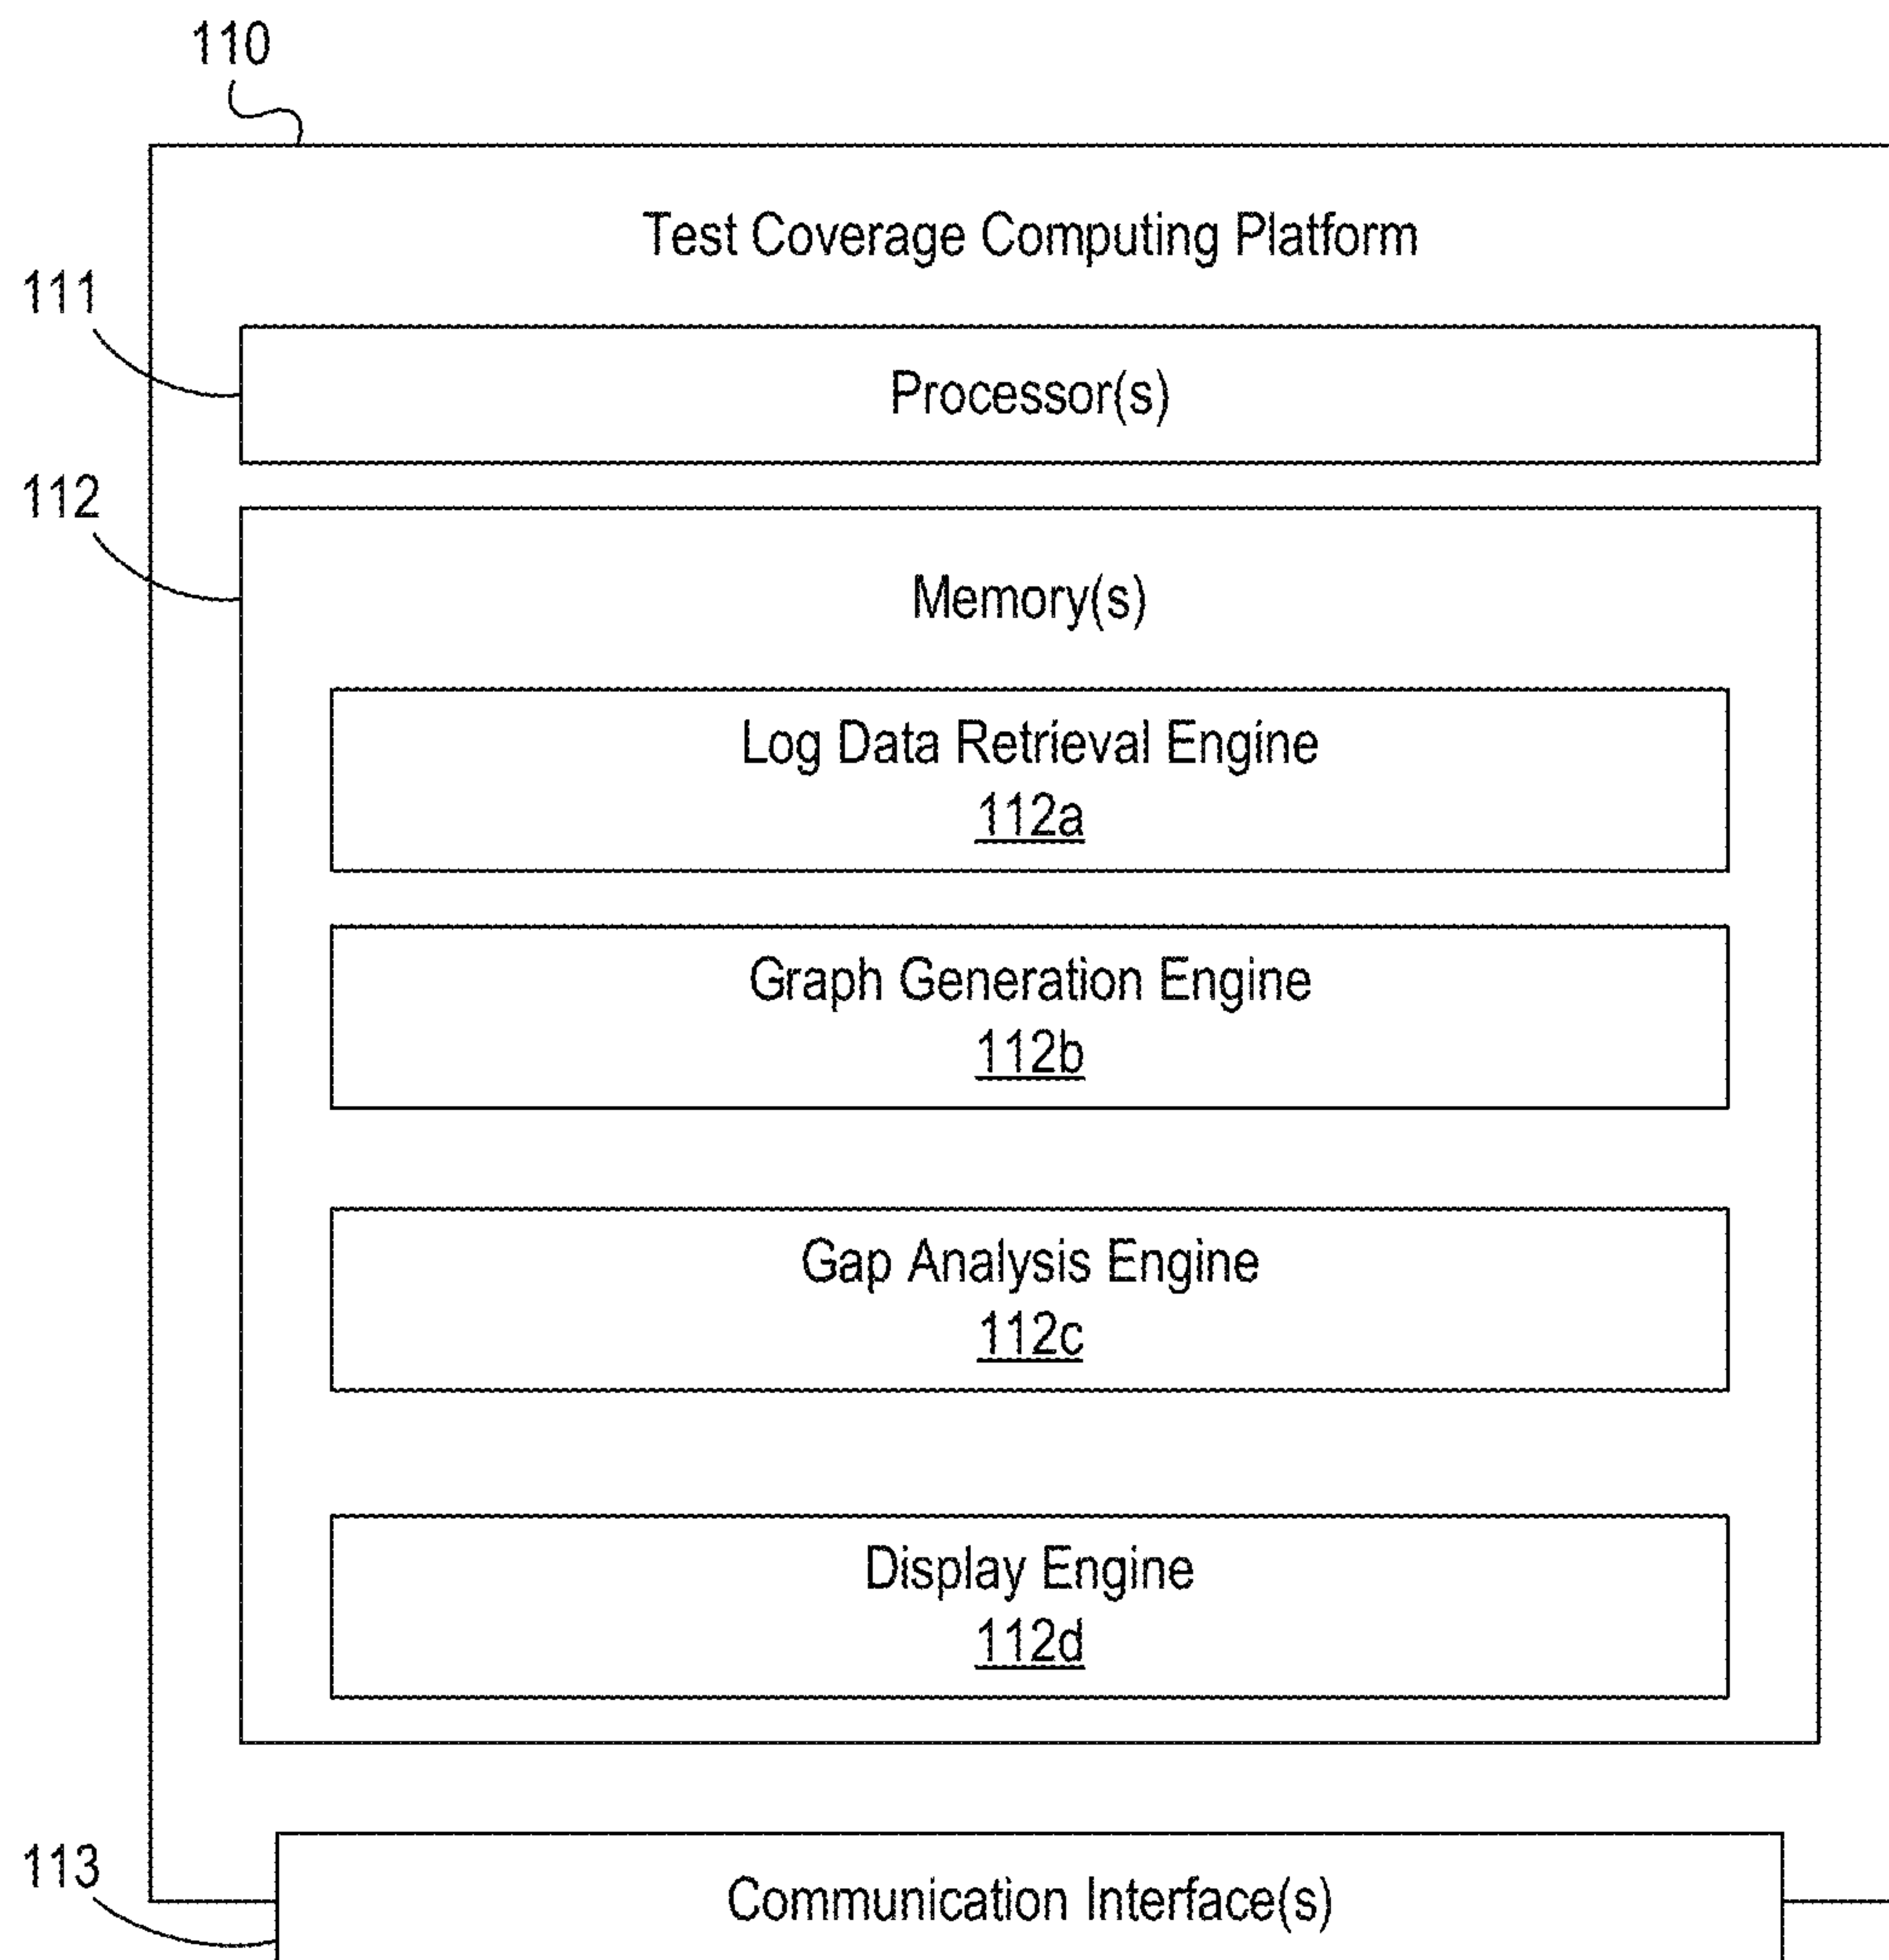 110
Test Coverage Computing Platform
111
Processor(s)
112
Memory(s)
Log Data Retrieval Engine
112a
Graph Generation Engine
112b
Gap Analysis Engine
112c
Display Engine
112d
113
Communication Interface(s)